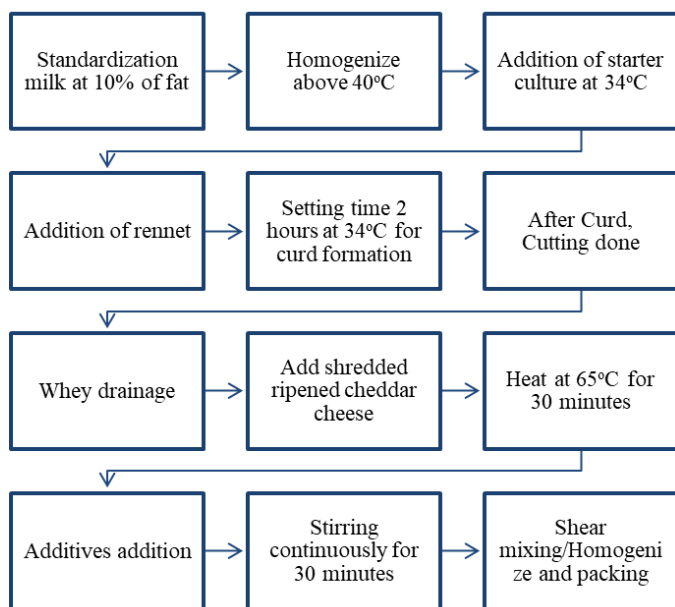 Standardization
milk at 10% of fat
Homogenize
above 40°C
Addition of starter
culture at 34°C
Addition of rennet
Setting time 2
hours at 34°C for
curd formation
After Curd,
Cutting done
Whey drainage
Add shredded
ripened cheddar
cheese
Heat at 65°C for
30 minutes
Additives addition
Stirring
continuously for
30 minutes
Shear
mixing/Homogeni
ze and packing